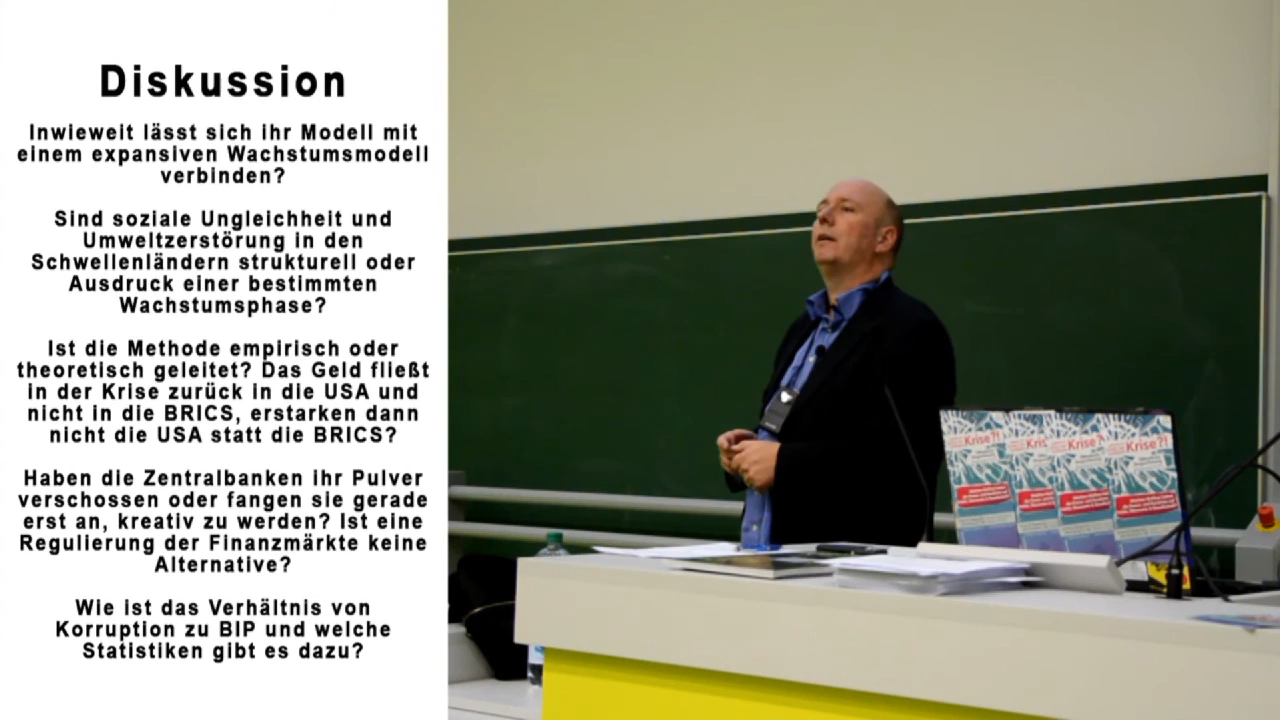 Diskussion
Inwieweit lässt sich ihr Modell mit
einem expansiven Wachstumsmodell
verbinden?
Sind soziale Ungleichheit und
Umweltzerstörung in den
Schwellenländern strukturell oder
Ausdruck einer bestimmten
Wachstumsphase?
Ist die Methode empirisch oder
theoretisch geleitet? Das Geld fließt
in der Krise zurück in die USA und
nicht in die BRICS, erstarken dann
nicht die USA statt die BRICS?
Haben die Zentralbanken ihr Pulver
verschossen oder fangen sie gerade
erst an, kreativ zu werden? Ist eine
Regulierung der Finanzmärkte keine
Alternative?
Wie ist das Verhältnis von
Korruption zu BIP und welche
Statistiken gibt es dazu?
Krise?!
Kris
Krise?
Krise?!